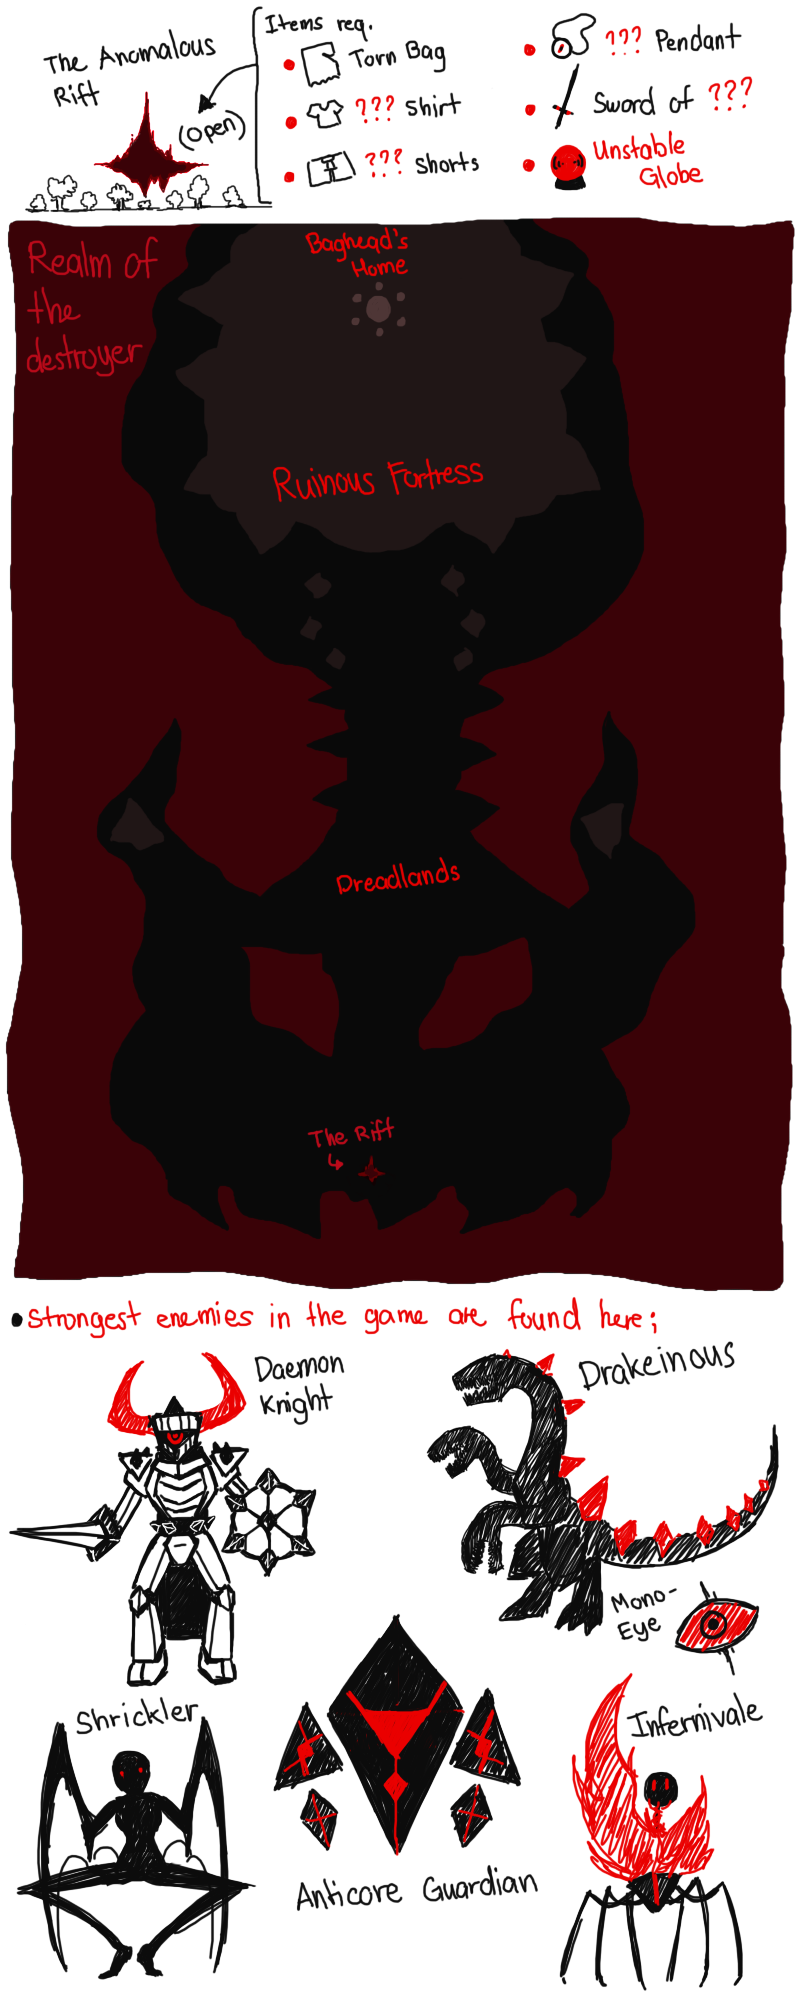 The Anomalous
Rift
(open)
Items req.
Torn Bag
??? shirt
??? shorts
??? Pendant
Sword of ???
Unstable
Globe
Realm of
the
destroyer
Baghead's
Home
Ruinous Fortress
Dreadlands
The Rift
Strongest enemies in the game are found here;
Daemon
Knight
Drakeinous
Mono-
Eye
Shrickler
Infernivale
Anticore Guardian